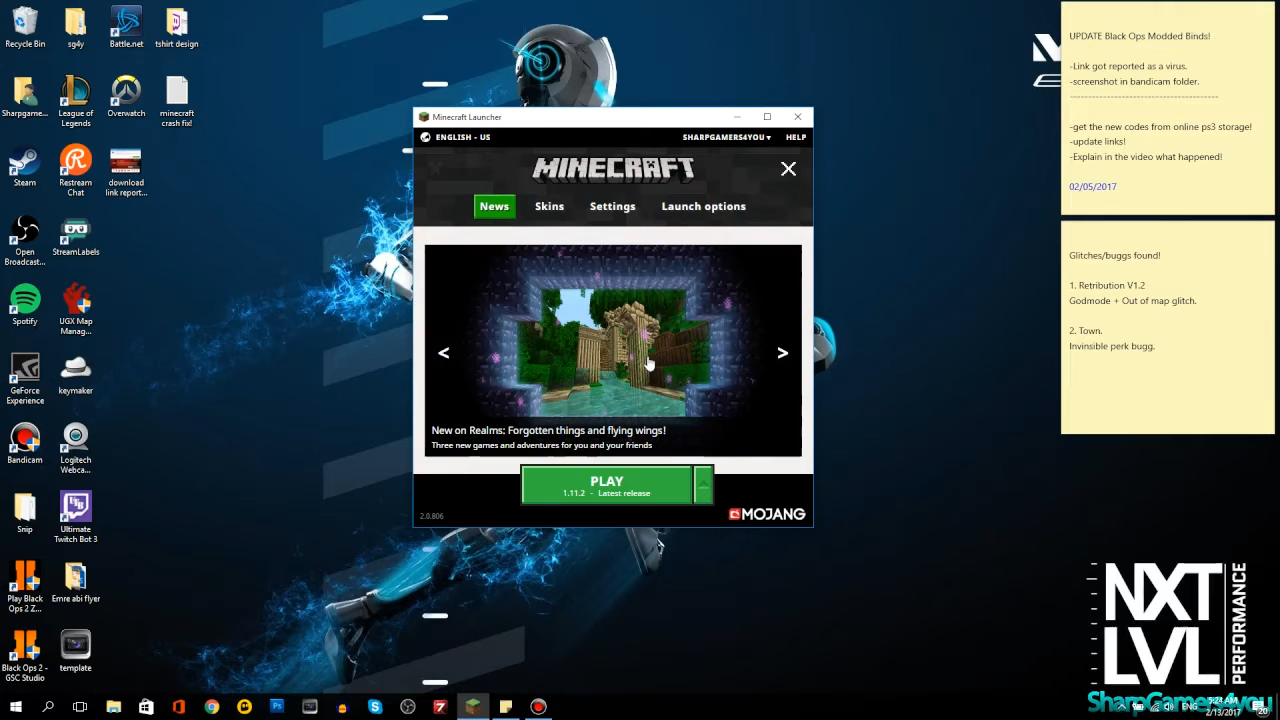 Recycle Bin
sg4y
Battle.net
tshirt design
Shargame...
League of
Legends
Overwatch
minecraft
crash fix!
Steam
Restream
Chat
download
link report...
Open
Broadcast...
StreamLabels
Spotify
UGX Map
Manag...
GeForce
Experience
keymaker
Bandicam
Logitech
Webca...
Snip
Ultimate
Twitch Bot 3
Play Black
Ops 2 Z...
Emre abi flyer
Black Ops 2 -
GSC Studio
template
Minecraft Launcher
ENGLISH - US
SHARPGAMERS4YOU
HELP
MINECRAFT
News
Skins
Settings
Launch options
<
>
New on Realms: Forgotten things and flying wings!
Three new games and adventures for you and your friends
PLAY
1.11.2 - Latest release
2.0.806
MOJANG
UPDATE Black Ops Modded Binds!
-Link got reported as a virus.
-screenshot in bandicam folder.
-----------------------------------------
-get the new codes from online ps3 storage!
-update links!
-Explain in the video what happened!
02/05/2017
Glitches/buggs found!
1. Retribution V1.2
Godmode + Out of map glitch.
2. Town.
Invinsible perk bugg.
NXT
LVL
PERFORMANCE
SharpGamer4you
ENG
5:24 AM
2/13/2017
20